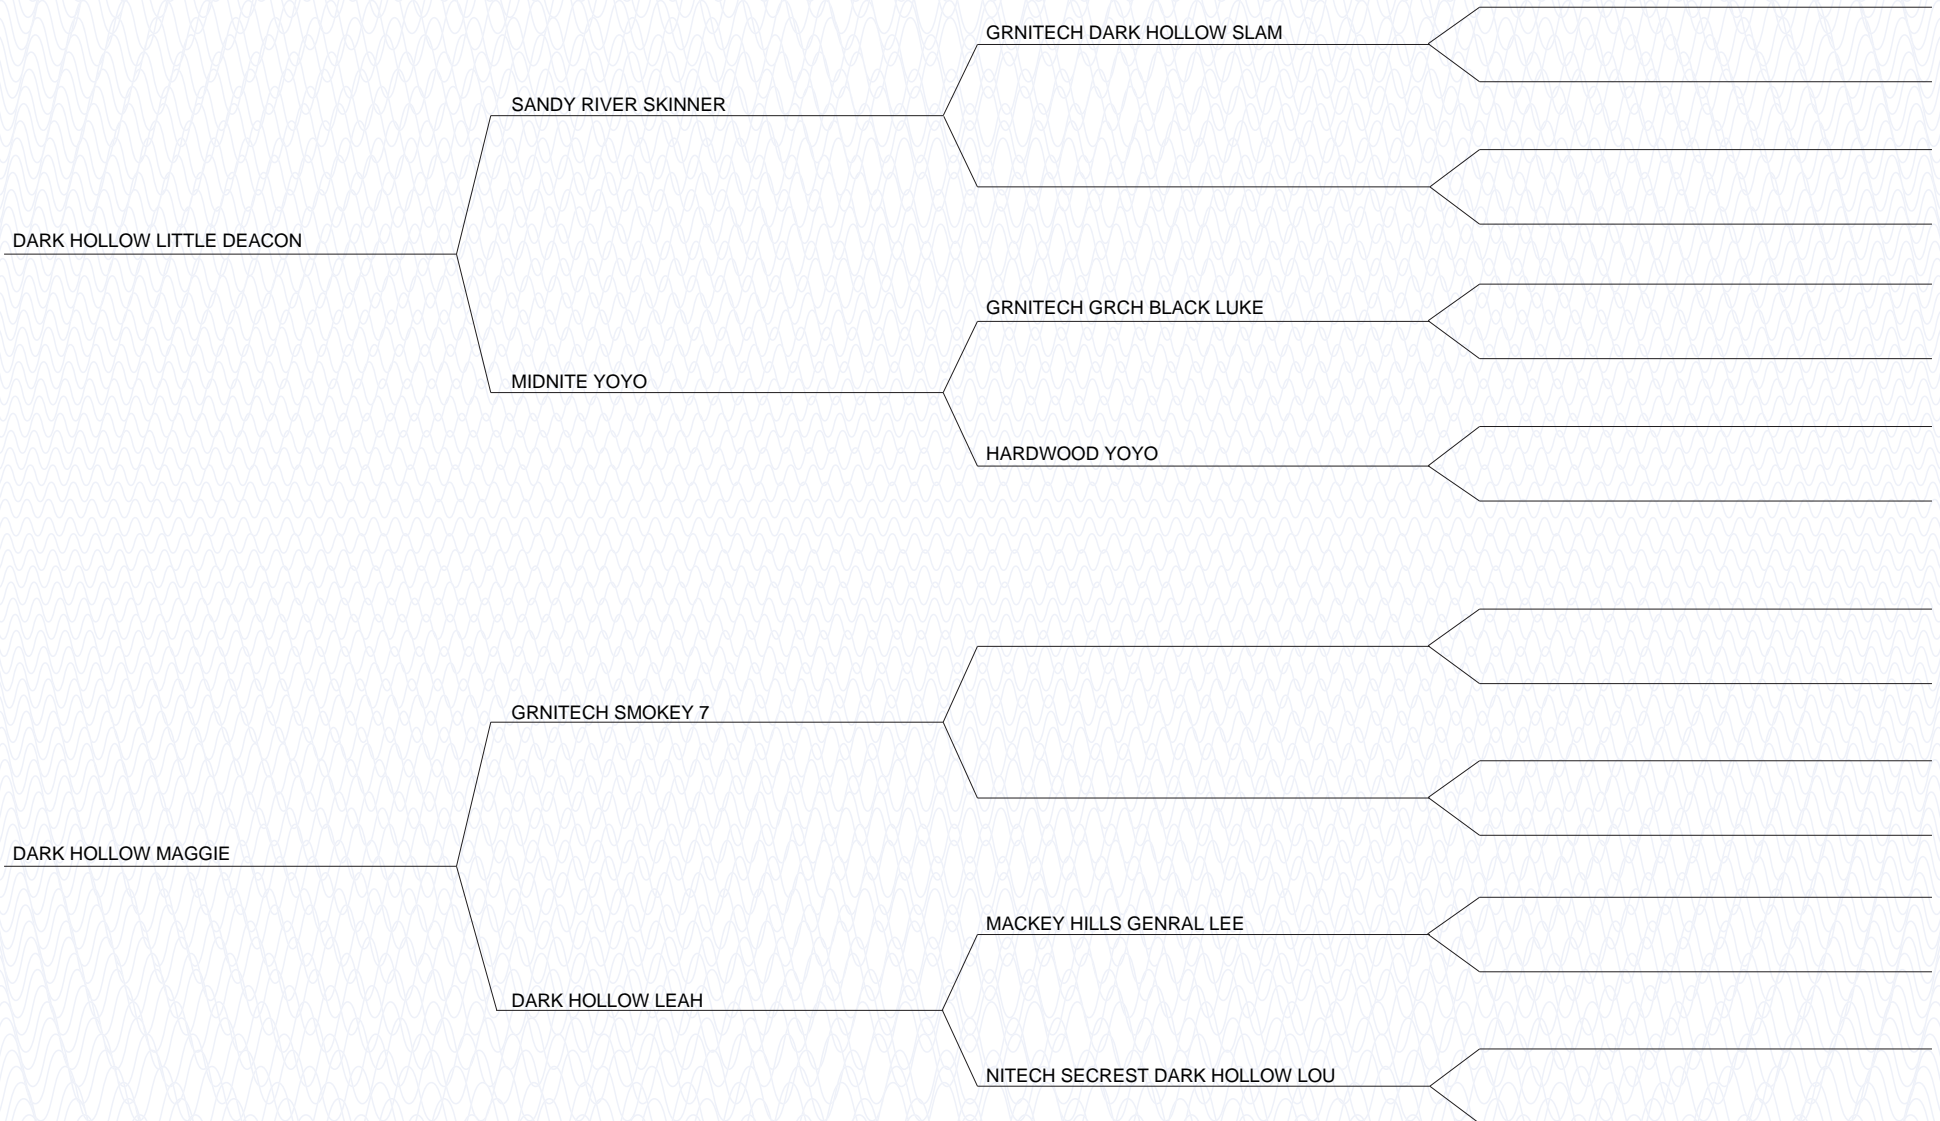 GRNITECH DARK HOLLOW SLAM
SANDY RIVER SKINNER
DARK HOLLOW LITTLE DEACON
GRNITECH GRCH BLACK LUKE
MIDNITE YOYO
HARDWOOD YOYO
GRNITECH SMOKEY 7
DARK HOLLOW MAGGIE
MACKEY HILLS GENRAL LEE
DARK HOLLOW LEAH
NITECH SECREST DARK HOLLOW LOU